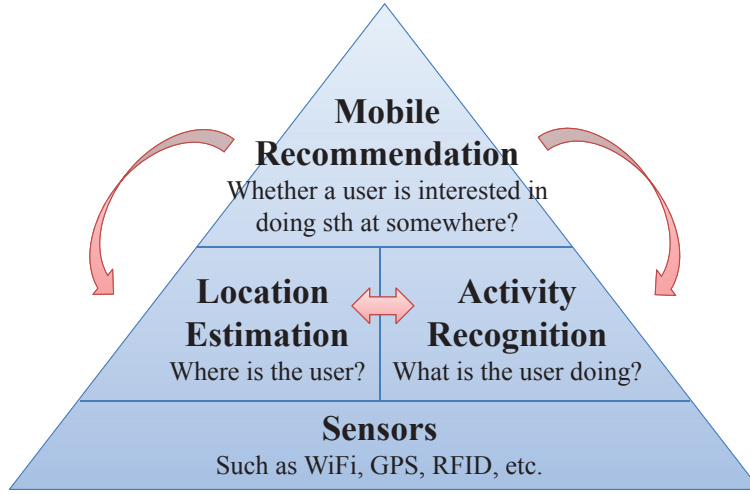 Mobile
Recommendation
Whether a user is interested in
doing sth at somewhere?
Location
Estimation
Where is the user?
Activity
Recognition
What is the user doing?
Sensors
Such as WiFi, GPS, RFID, etc.